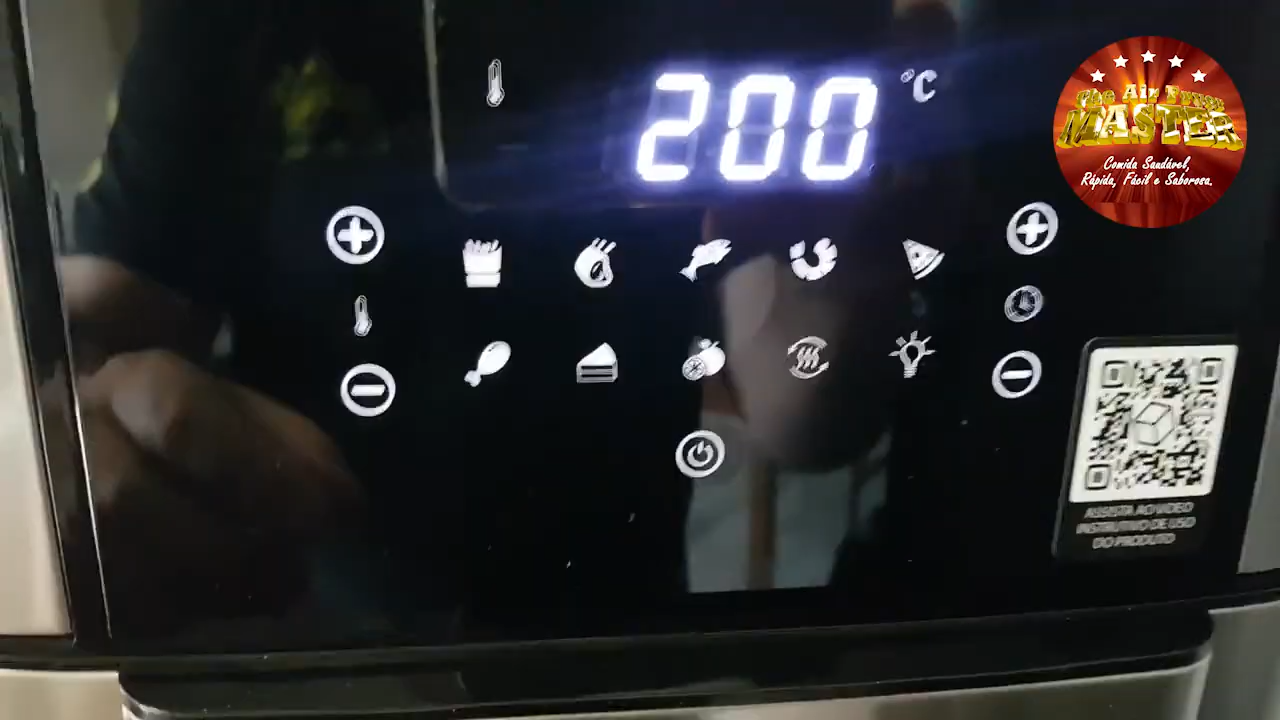 200 °C
The Air Fryer
MASTER
Comida Saudável,
Rápida, Fácil e Saborosa.
ASSISTA AO VÍDEO
INSTRUTIVO DE USO
DO PRODUTO